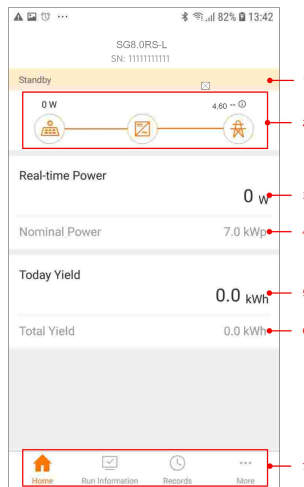 82% 13:42
SG8.0RS-L
SN: 11111111111
Standby
0 W 4,60 --
Real-time Power
0 W
Nominal Power 7.0 kWp
Today Yield
0.0 kWh
Total Yield 0.0 kWh
Home Run Information Records More